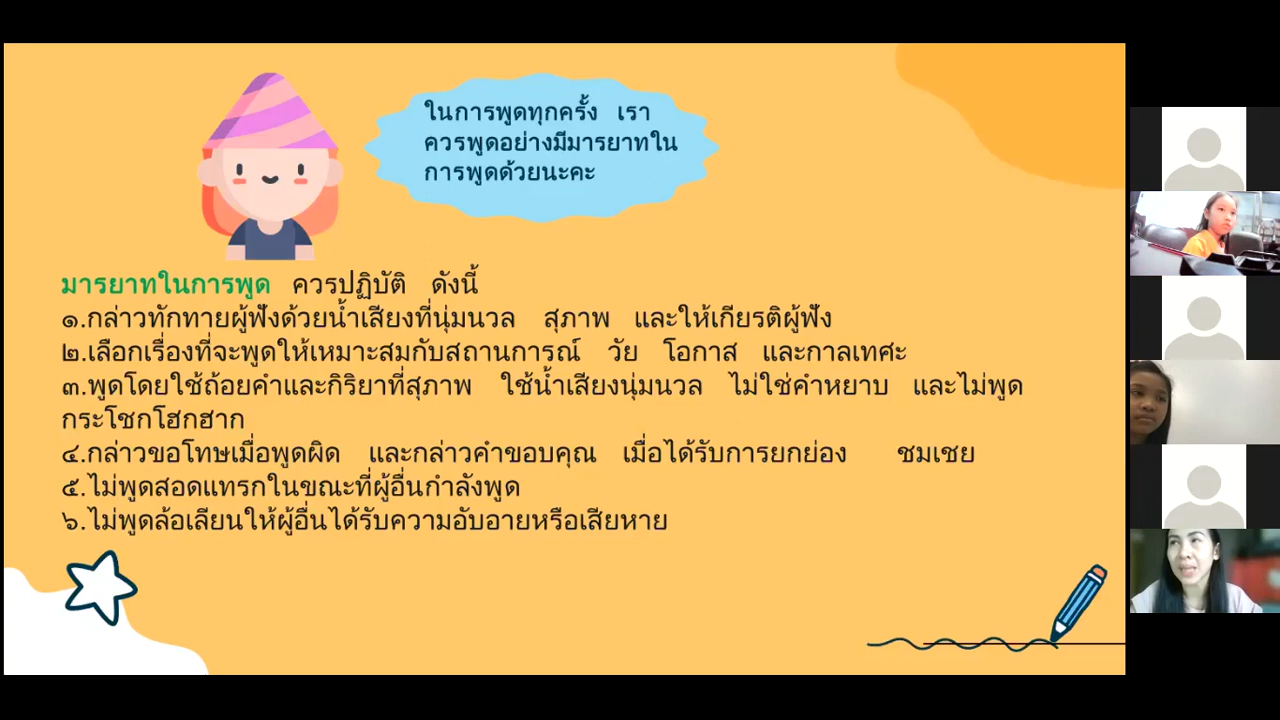 ในการพูดทุกครั้ง เรา
ควรพูดอย่างมีมารยาทใน
การพูดด้วยนะคะ
มารยาทในการพูด ควรปฏิบัติ ดังนี้
๑.กล่าวทักทายผู้ฟังด้วยน้ำเสียงที่นุ่มนวล สุภาพ และให้เกียรติผู้ฟัง
๒.เลือกเรื่องที่จะพูดให้เหมาะสมกับสถานการณ์ วัย โอกาส และกาลเทศะ
๓.พูดโดยใช้ถ้อยคำและกิริยาที่สุภาพ ใช้น้ำเสียงนุ่มนวล ไม่ใช่คำหยาบ และไม่พูด
กระโชกโฮกฮาก
๔.กล่าวขอโทษเมื่อพูดผิด และกล่าวคำขอบคุณ เมื่อได้รับการยกย่อง ชมเชย
๕.ไม่พูดสอดแทรกในขณะที่ผู้อื่นกำลังพูด
๖.ไม่พูดล้อเลียนให้ผู้อื่นได้รับความอับอายหรือเสียหาย